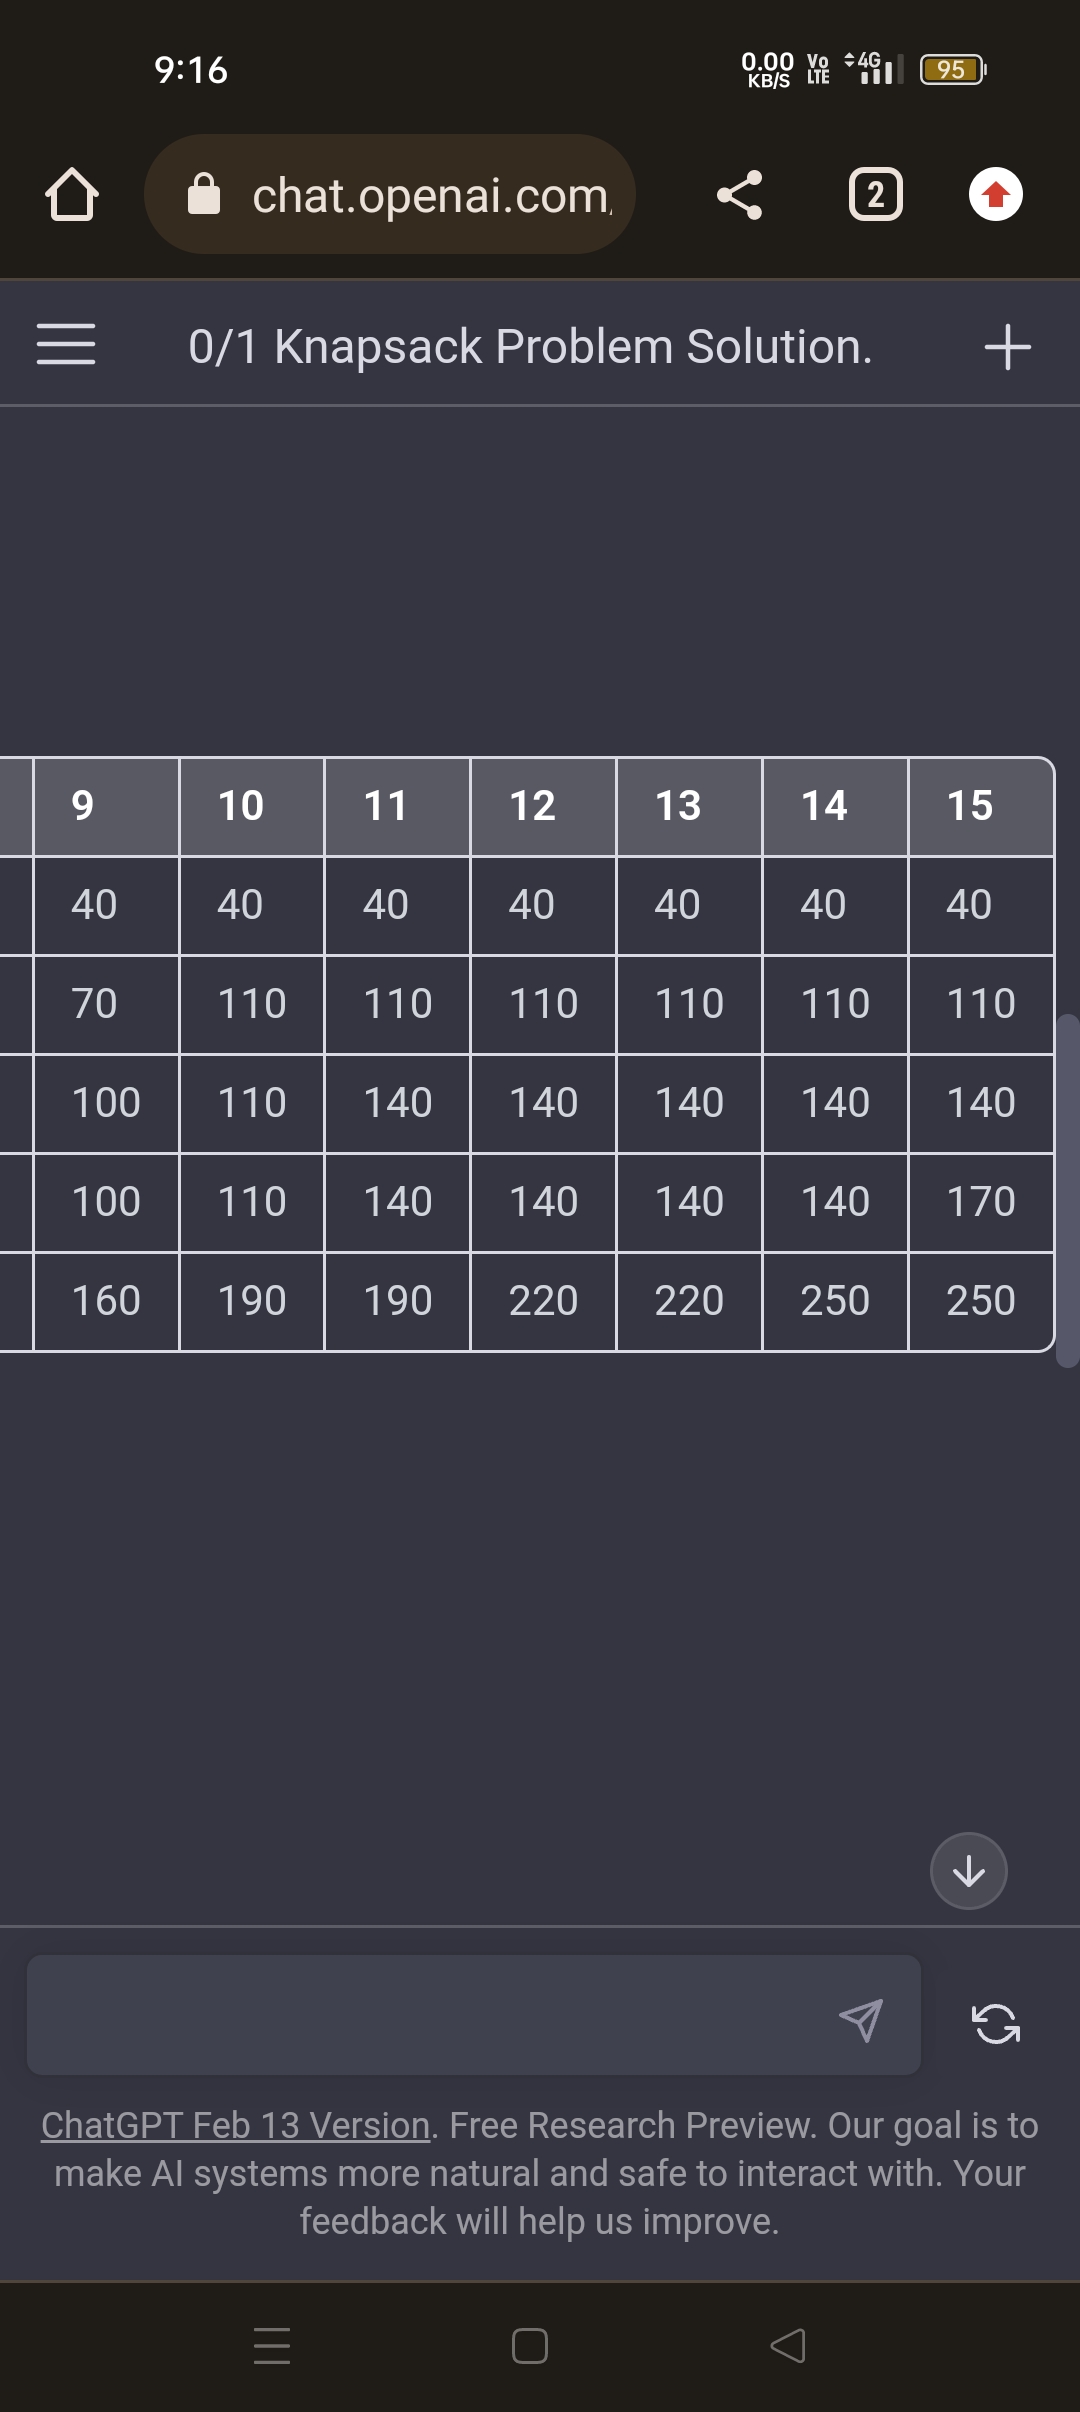 9:16
0.00 KB/S Vo LTE 4G 95
chat.openai.com
2
0/1 Knapsack Problem Solution.
9 10 11 12 13 14 15
40 40 40 40 40 40 40
70 110 110 110 110 110 110
100 110 140 140 140 140 140
100 110 140 140 140 140 170
160 190 190 220 220 250 250
ChatGPT Feb 13 Version. Free Research Preview. Our goal is to
make AI systems more natural and safe to interact with. Your
feedback will help us improve.